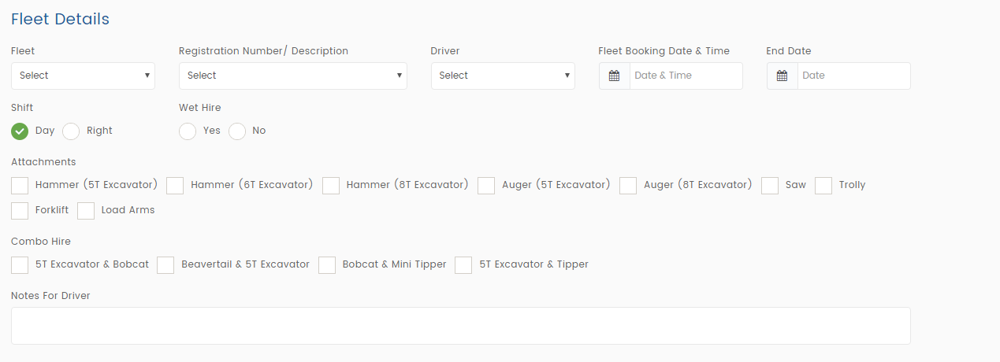 Fleet Details
Fleet Registration Number/ Description Driver Fleet Booking Date & Time End Date
Select Select Select Date & Time Date
Shift Wet Hire
Day Right Yes No
Attachments
Hammer (5T Excavator) Hammer (6T Excavator) Hammer (8T Excavator) Auger (5T Excavator) Auger (8T Excavator) Saw Trolly
Forklift Load Arms
Combo Hire
5T Excavator & Bobcat Beavertail & 5T Excavator Bobcat & Mini Tipper 5T Excavator & Tipper
Notes For Driver